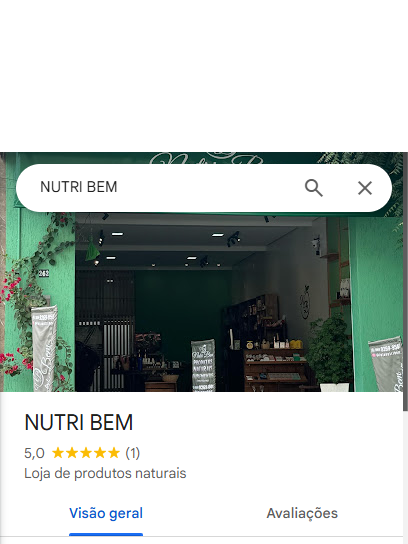 NUTRI BEM
262
NUTRI BEM
5,0 (1)
Loja de produtos naturais
Visão geral
Avaliações